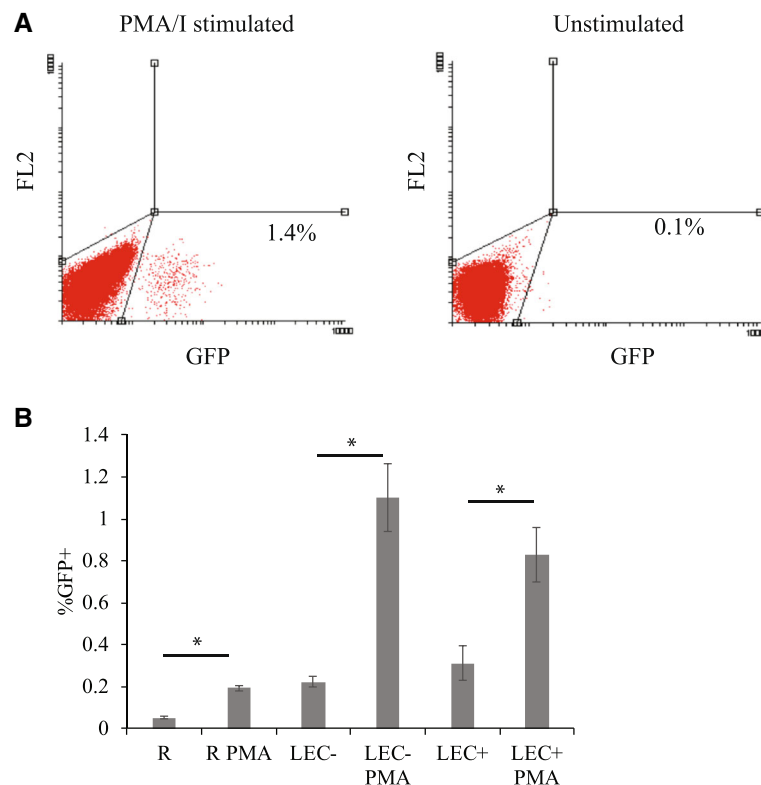 A
PMA/I stimulated
Unstimulated
FL2
1.4%
GFP
FL2
0.1%
GFP
B
%GFP+
1.4
1.2
1
0.8
0.6
0.4
0.2
0
*
*
*
R
R PMA
LEC-
LEC-
PMA
LEC+
LEC+
PMA